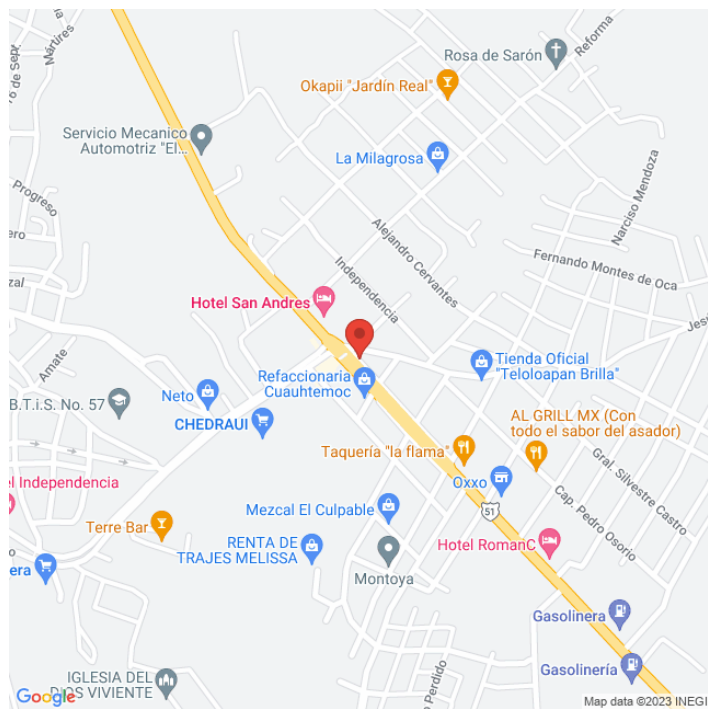 Rosa de Sarón
Reforma
Mártires
Okapii "Jardín Real"
Servicio Mecanico
Automotriz "El...
La Milagrosa
Narciso Mendoza
Progreso
Alejandro Cervantes
Fernando Montes de Oca
Independencia
Hotel San Andres
Amate
Refaccionaria
Cuauhtemoc
Tienda Oficial
"Teloloapan Brilla"
Neto
B.T.i.S. No. 57
CHEDRAUI
AL GRILL MX (Con
todo el sabor del asador)
Taquería "la flama"
Gral. Silvestre Castro
Independencia
Oxxo
Cap. Pedro Osorio
Mezcal El Culpable
51
Terre Bar
RENTA DE
TRAJES MELISSA
Hotel RomanC
Montoya
Gasolinera
Gasolinería
Perdido
IGLESIA DEL
DIOS VIVIENTE
Google
Map data ©2023 INEGI